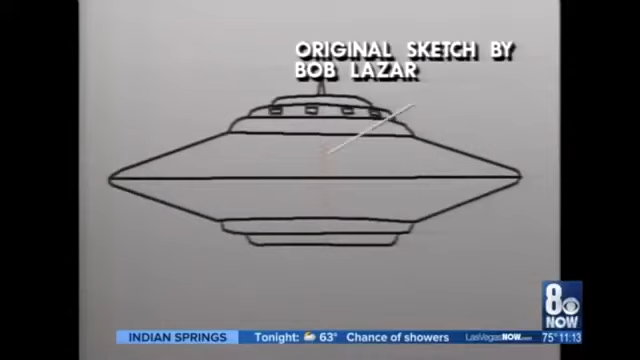 ORIGINAL SKETCH BY
BOB LAZAR
8
NOW
INDIAN SPRINGS
Tonight: 63° Chance of showers
LasVegasNOW.com
75° 11:13